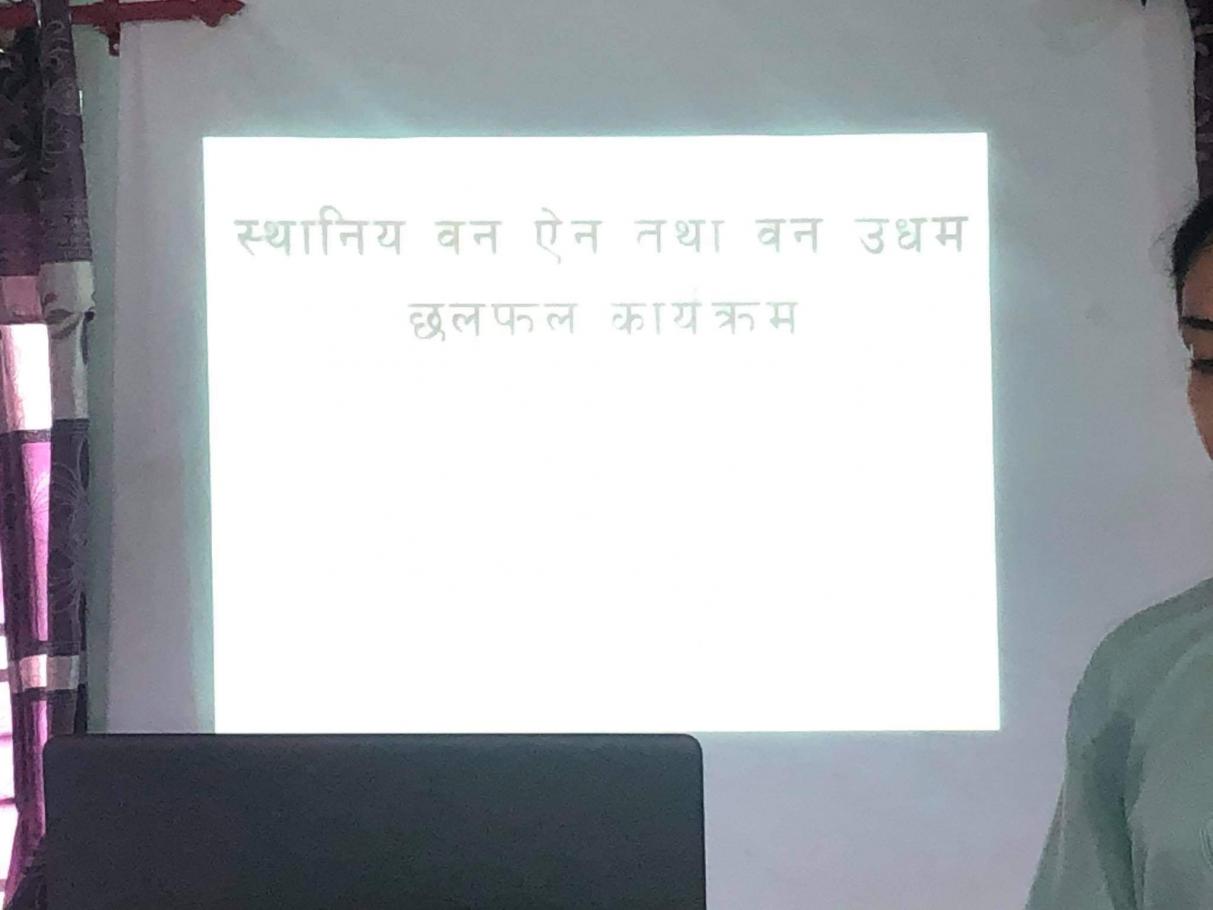 स्थानिय वन ऐन तथा वन उधम
छलफल कार्यक्रम